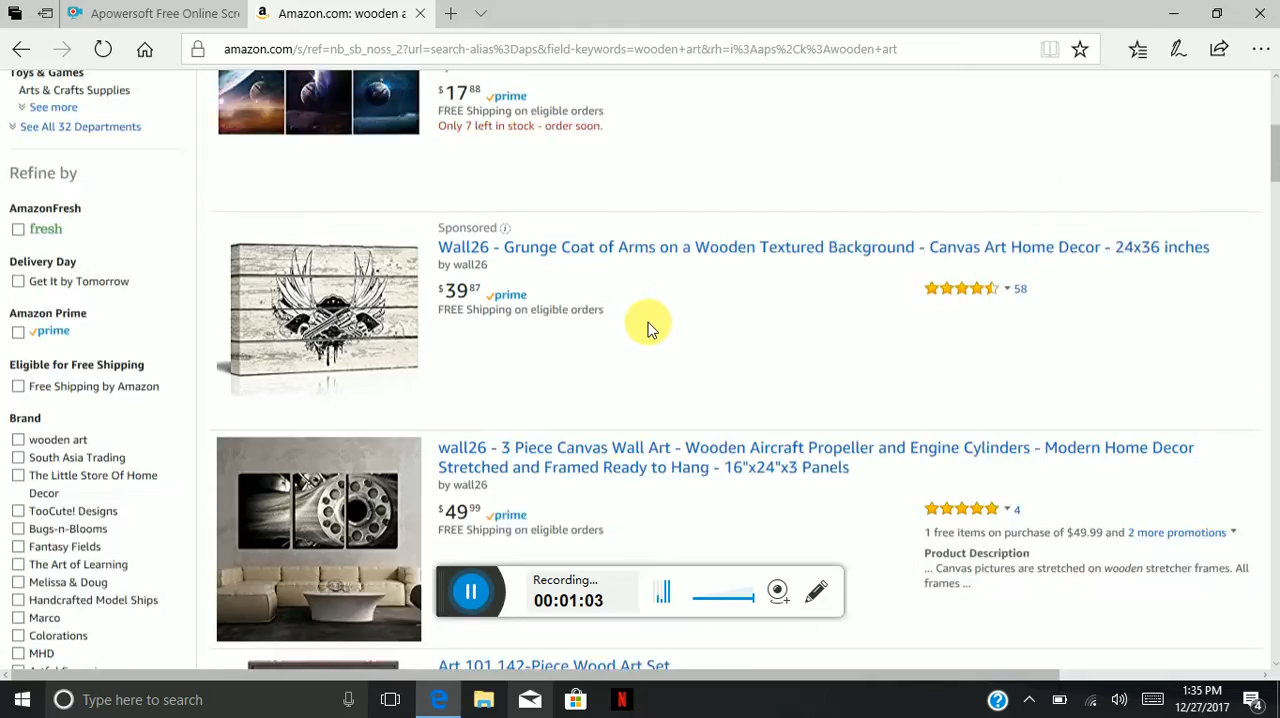 Apowersoft Free Online Scr
Amazon.com: wooden a
amazon.com/s/ref=nb_sb_noss_2?url=search-alias%3Daps&field-keywords=wooden+art&rh=i%3Aaps%2Ck%3Awooden+art
Toys & Games
Arts & Crafts Supplies
See more
See All 32 Departments
Refine by
AmazonFresh
fresh
Delivery Day
Get It by Tomorrow
Amazon Prime
prime
Eligible for Free Shipping
Free Shipping by Amazon
Brand
wooden art
South Asia Trading
The Little Store Of Home
Decor
TooCute! Designs
Bugs-n-Blooms
Fantasy Fields
The Art of Learning
Melissa & Doug
Handcrafted Model Ships
Marco
Colorations
MHD
$17 88 prime
FREE Shipping on eligible orders
Only 7 left in stock - order soon.
Sponsored
Wall26 - Grunge Coat of Arms on a Wooden Textured Background - Canvas Art Home Decor - 24x36 inches
by wall26
$39 87 prime
FREE Shipping on eligible orders
58
wall26 - 3 Piece Canvas Wall Art - Wooden Aircraft Propeller and Engine Cylinders - Modern Home Decor
Stretched and Framed Ready to Hang - 16"x24"x3 Panels
by wall26
$49 99 prime
FREE Shipping on eligible orders
4
1 free items on purchase of $49.99 and 2 more promotions
Product Description
... Canvas pictures are stretched on wooden stretcher frames. All
frames ...
Recording...
00:01:03
Art 101 142-Piece Wood Art Set
Type here to search
1:35 PM
12/27/2017
4